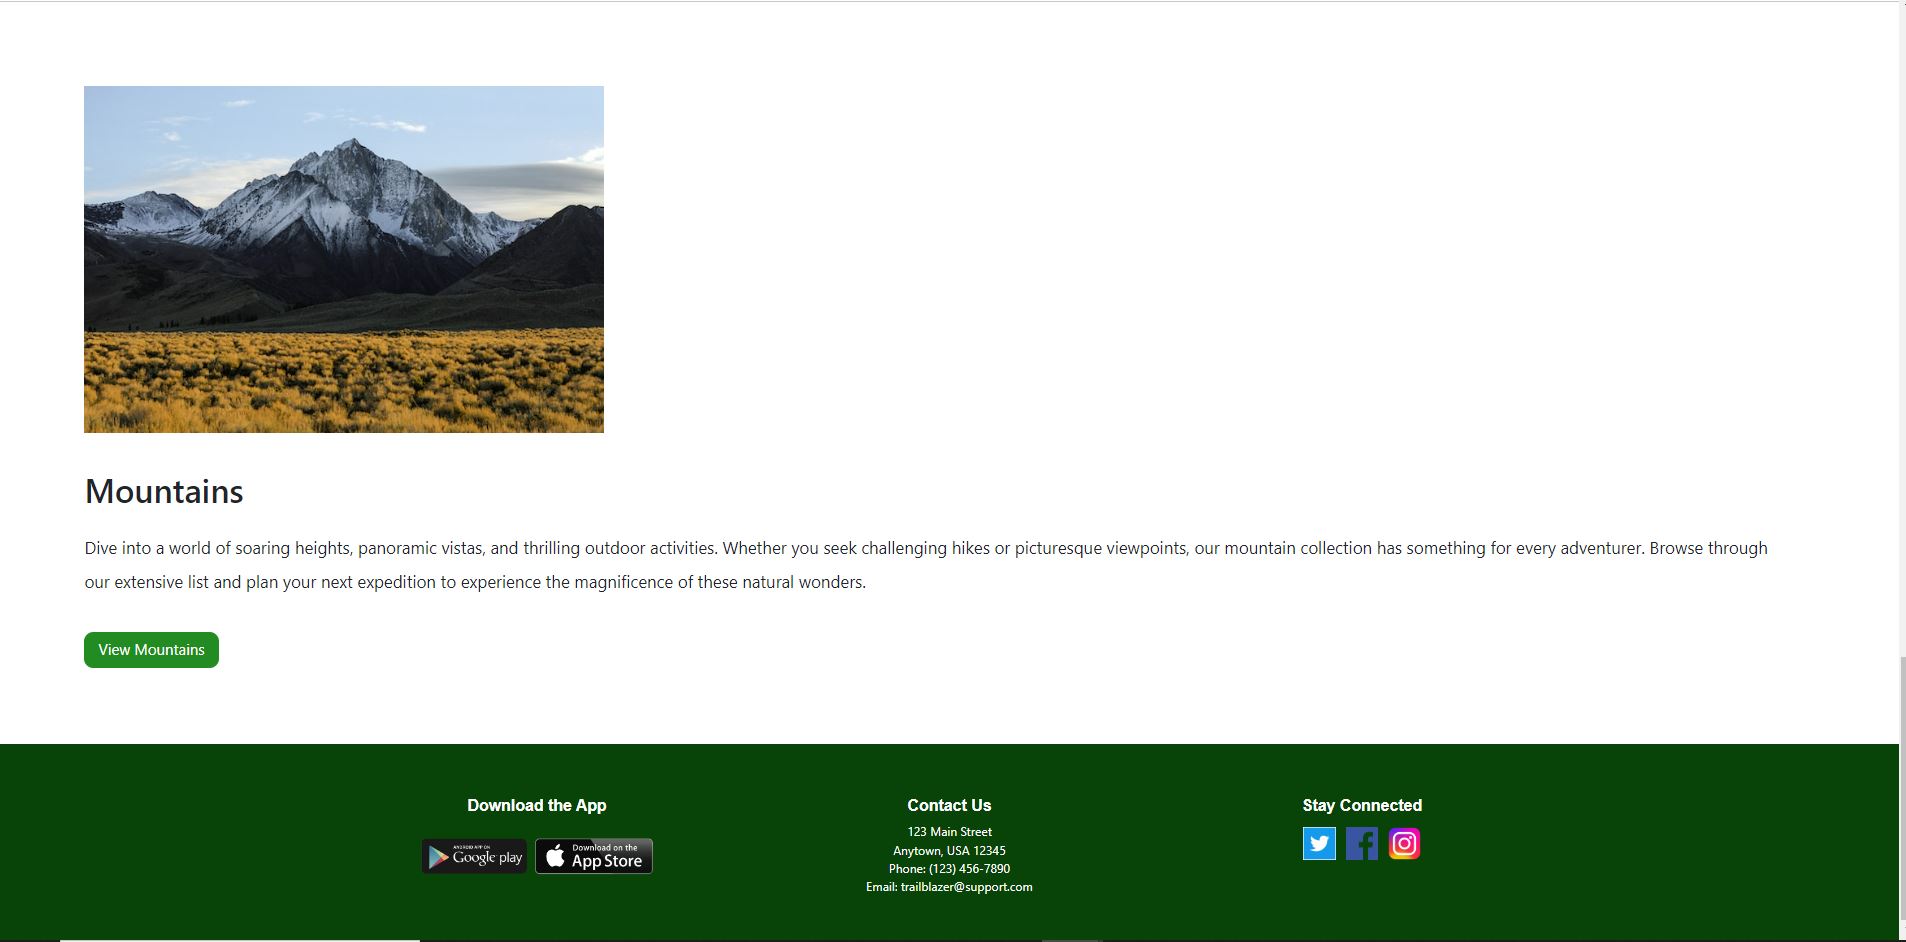 Mountains
Dive into a world of soaring heights, panoramic vistas, and thrilling outdoor activities. Whether you seek challenging hikes or picturesque viewpoints, our mountain collection has something for every adventurer. Browse through
our extensive list and plan your next expedition to experience the magnificence of these natural wonders.
View Mountains
Download the App
ANDROID APP ON
Google play
Download on the
App Store
Contact Us
123 Main Street
Anytown, USA 12345
Phone: (123) 456-7890
Email: trailblazer@support.com
Stay Connected